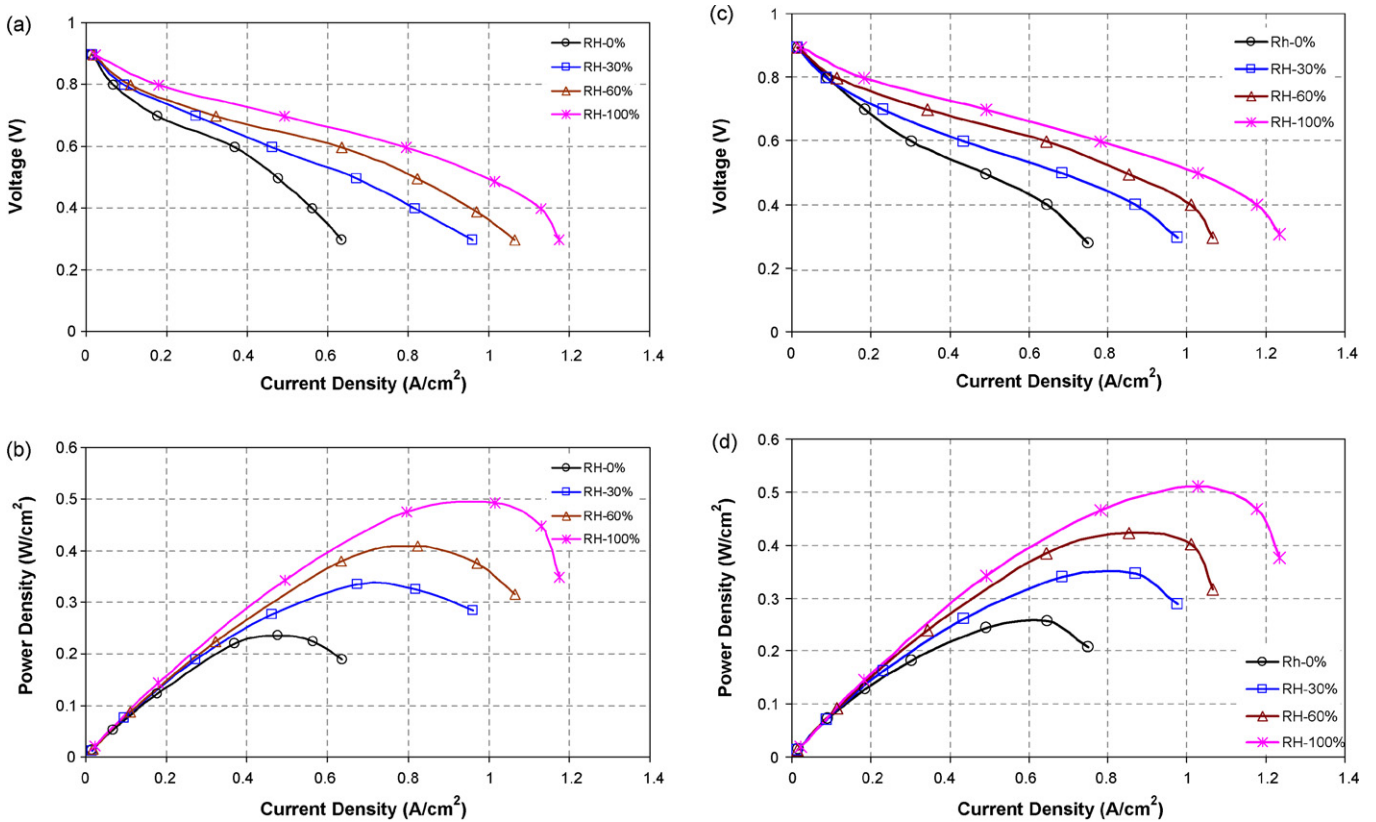 (a)
1
0.8
0.6
0.4
0.2
0
Voltage (V)
0 0.2 0.4 0.6 0.8 1 1.2 1.4
Current Density (A/cm²)
RH-0%
RH-30%
RH-60%
RH-100%
(c)
1
0.8
0.6
0.4
0.2
0
Voltage (V)
0 0.2 0.4 0.6 0.8 1 1.2 1.4
Current Density (A/cm²)
Rh-0%
RH-30%
RH-60%
RH-100%
(b)
0.6
0.5
0.4
0.3
0.2
0.1
0
Power Density (W/cm²)
0 0.2 0.4 0.6 0.8 1 1.2 1.4
Current Density (A/cm²)
RH-0%
RH-30%
RH-60%
RH-100%
(d)
0.6
0.5
0.4
0.3
0.2
0.1
0
Power Density (W/cm²)
0 0.2 0.4 0.6 0.8 1 1.2 1.4
Current Density (A/cm²)
Rh-0%
RH-30%
RH-60%
RH-100%